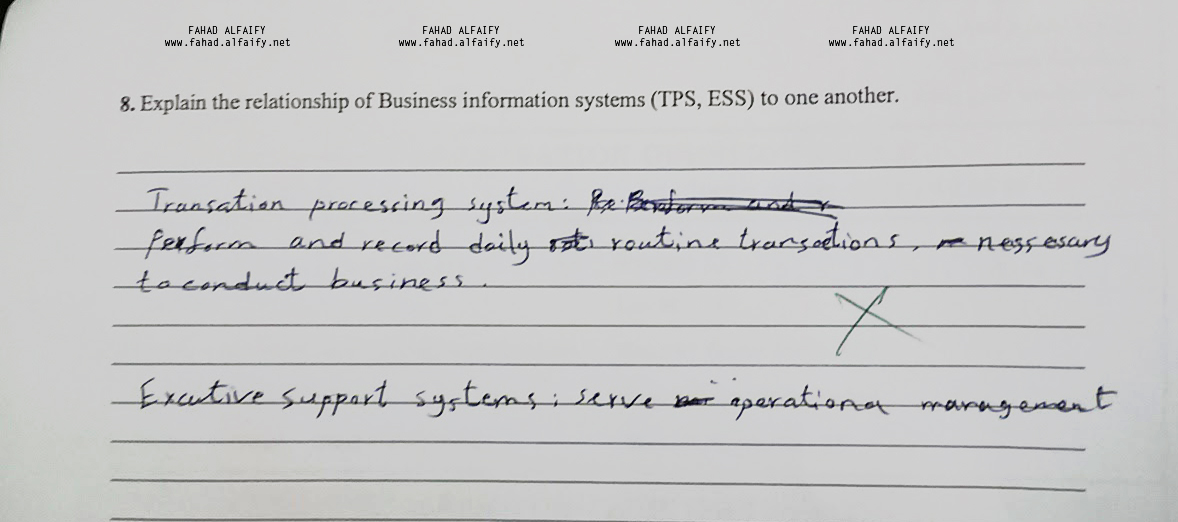 FAHAD ALFAIFY FAHAD ALFAIFY FAHAD ALFAIFY FAHAD ALFAIFY
www.fahad.alfaify.net www.fahad.alfaify.net www.fahad.alfaify.net www.fahad.alfaify.net
8. Explain the relationship of Business information systems (TPS, ESS) to one another.
Transation processing system:
perform and record daily routine transactions, nessesary
to conduct business.
Excutive support systems: serve operationa management